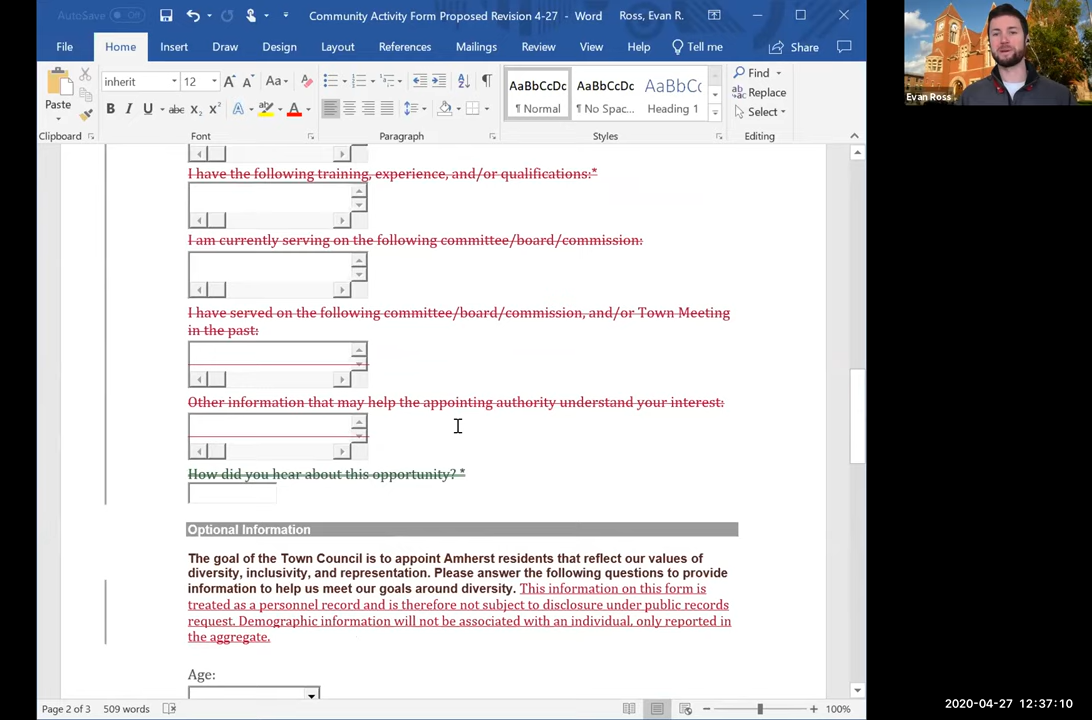 AutoSave Off
Community Activity Form Proposed Revision 4-27 - Word
Ross, Evan R.
File Home Insert Draw Design Layout References Mailings Review View Help Tell me Share
Paste
inherit 12 A A Aa
B I U abc x2 x2 A A
AaBbCcDc AaBbCcDc AaBbCc
¶ Normal ¶ No Spac... Heading 1
Find
Replace
Select
Clipboard Font Paragraph Styles Editing
Evan Ross
I have the following training, experience, and/or qualifications:*
I am currently serving on the following committee/board/commission:
I have served on the following committee/board/commission, and/or Town Meeting
in the past:
Other information that may help the appointing authority understand your interest:
How did you hear about this opportunity? *
Optional Information
The goal of the Town Council is to appoint Amherst residents that reflect our values of
diversity, inclusivity, and representation. Please answer the following questions to provide
information to help us meet our goals around diversity. This information on this form is
treated as a personnel record and is therefore not subject to disclosure under public records
request. Demographic information will not be associated with an individual, only reported in
the aggregate.
Age:
Page 2 of 3 509 words 100%
2020-04-27 12:37:10